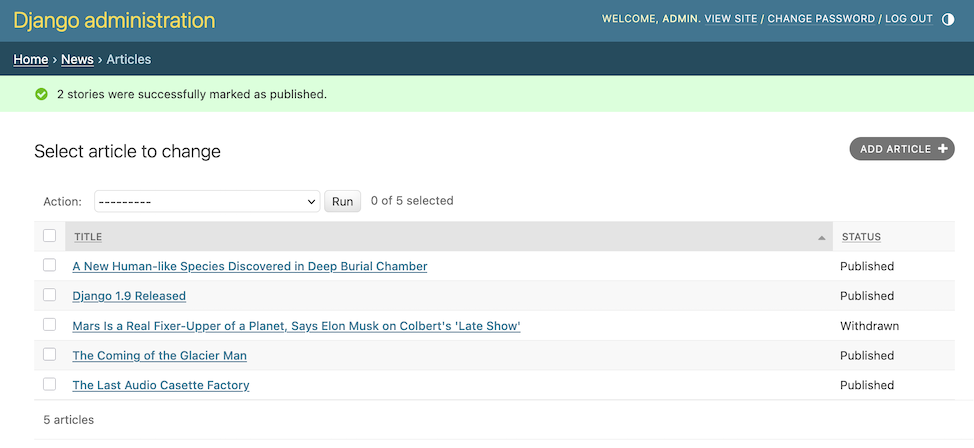 Django administration
WELCOME, ADMIN. VIEW SITE / CHANGE PASSWORD / LOG OUT
Home › News › Articles
2 stories were successfully marked as published.
Select article to change
ADD ARTICLE +
Action: --------- Run 0 of 5 selected
TITLE STATUS
A New Human-like Species Discovered in Deep Burial Chamber Published
Django 1.9 Released Published
Mars Is a Real Fixer-Upper of a Planet, Says Elon Musk on Colbert's 'Late Show' Withdrawn
The Coming of the Glacier Man Published
The Last Audio Casette Factory Published
5 articles